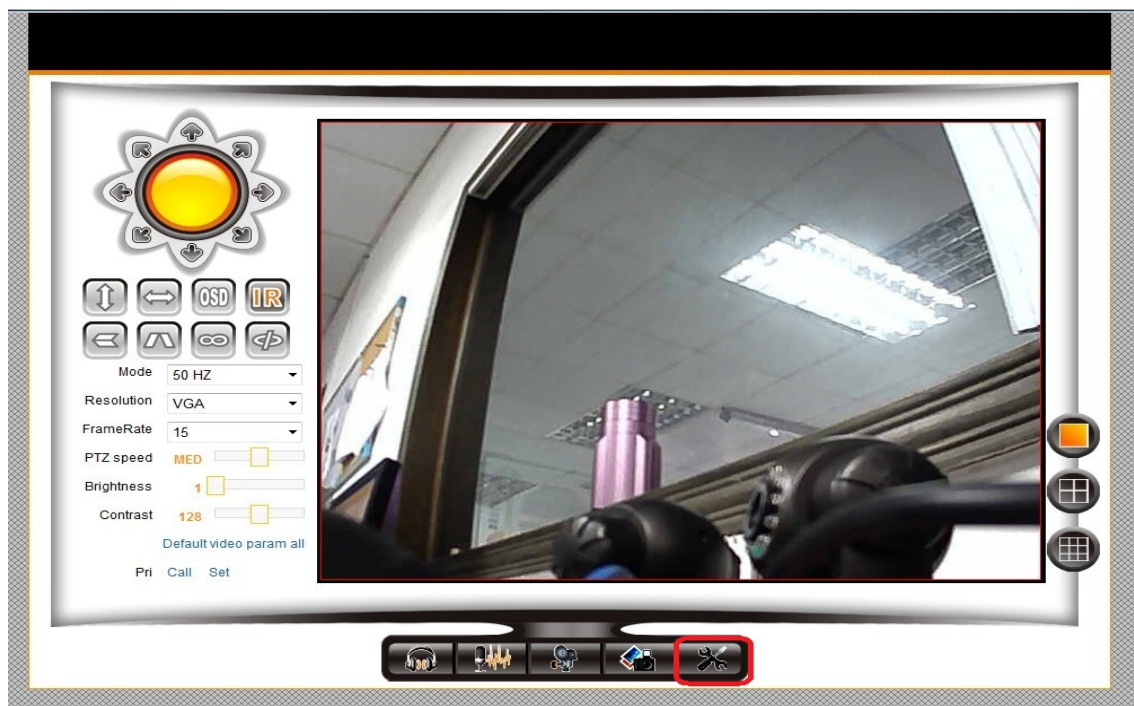 OSD IR
Mode 50 HZ
Resolution VGA
FrameRate 15
PTZ speed MED
Brightness 1
Contrast 128
Default video param all
Pri Call Set